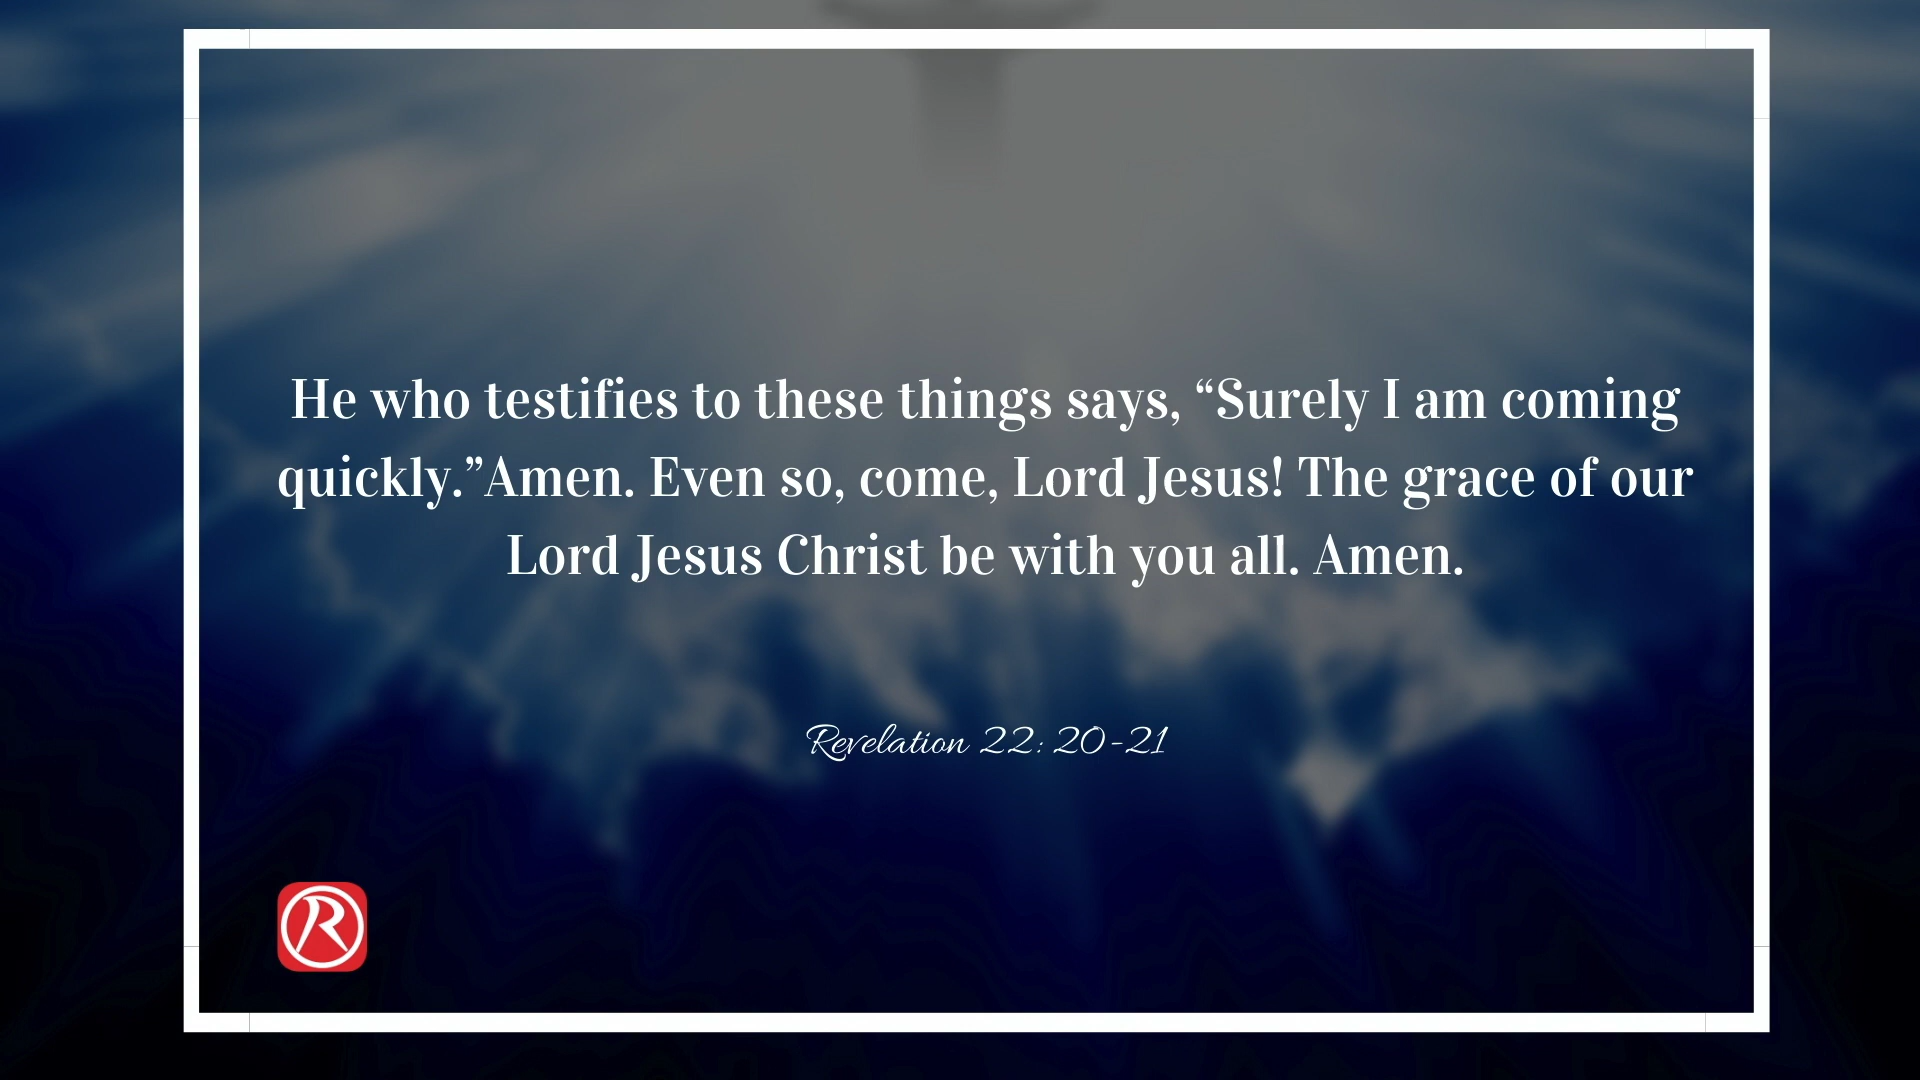 He who testifies to these things says, “Surely I am coming
quickly.”Amen. Even so, come, Lord Jesus! The grace of our
Lord Jesus Christ be with you all. Amen.
Revelation 22: 20-21
R